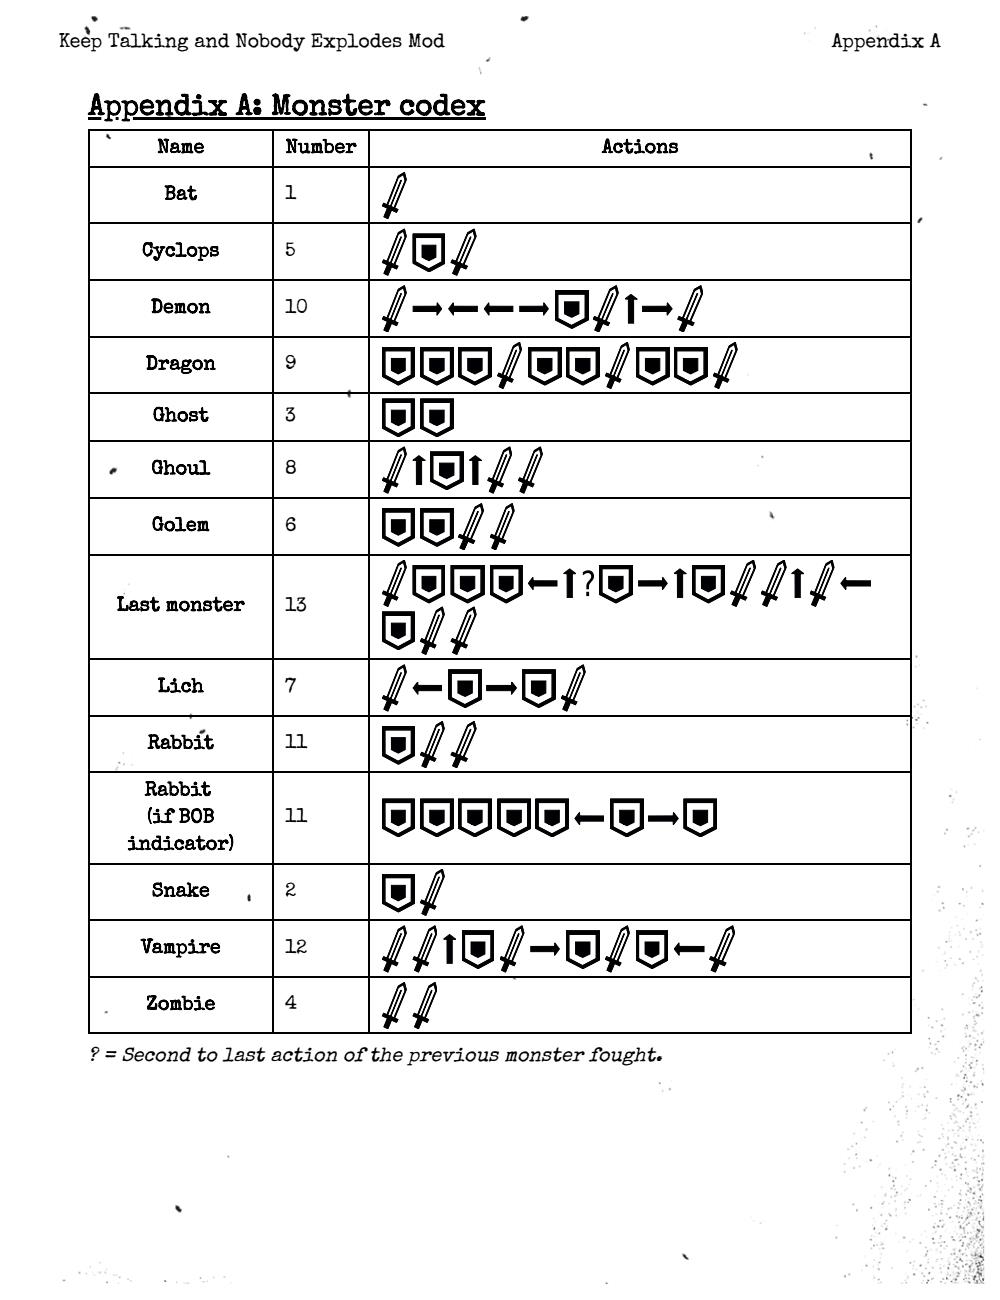 Keep Talking and Nobody Explodes Mod
Appendix A
Appendix A: Monster codex
Name Number Actions
Bat 1
Cyclops 5
Demon 10
Dragon 9
Ghost 3
Ghoul 8
Golem 6
?
Last monster 13
Lich 7
Rabbit 11
Rabbit
(if BOB 11
indicator)
Snake 2
Vampire 12
Zombie 4
? = Second to last action of the previous monster fought.